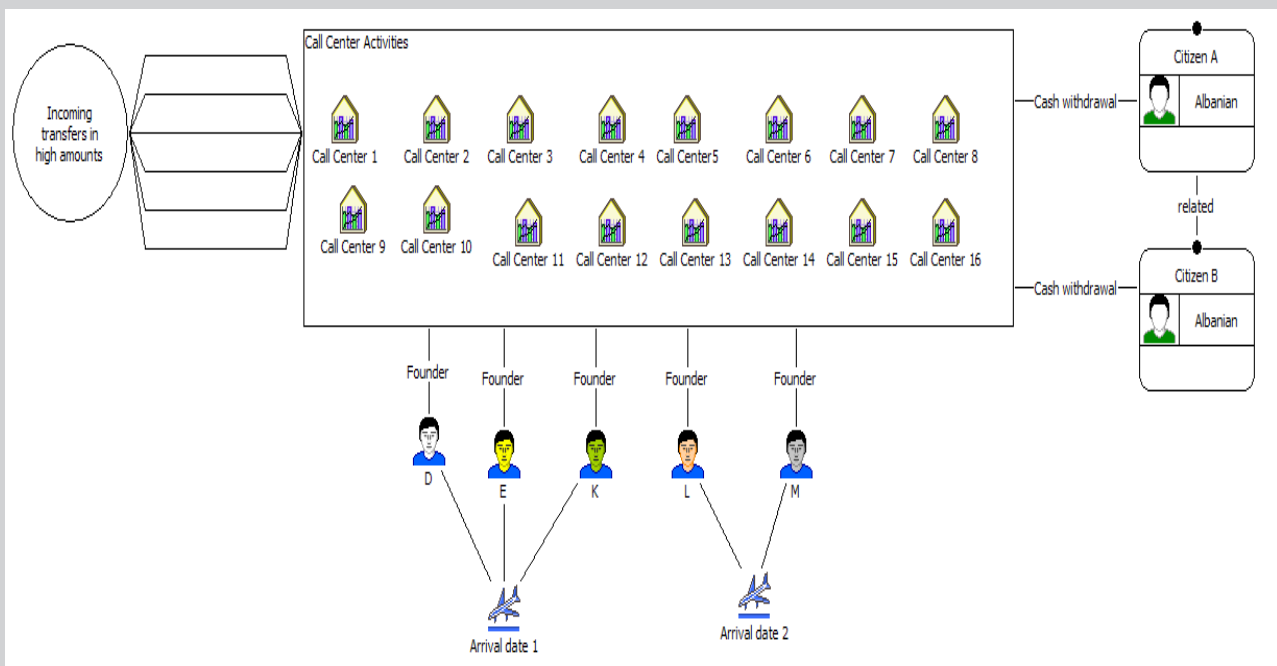 Call Center Activities
Incoming
transfers in
high amounts
Call Center 1
Call Center 2
Call Center 3
Call Center 4
Call Center5
Call Center 6
Call Center 7
Call Center 8
Call Center 9
Call Center 10
Call Center 11
Call Center 12
Call Center 13
Call Center 14
Call Center 15
Call Center 16
Cash withdrawal
Citizen A
Albanian
related
Cash withdrawal
Citizen B
Albanian
Founder
Founder
Founder
Founder
Founder
D
E
K
L
M
Arrival date 1
Arrival date 2